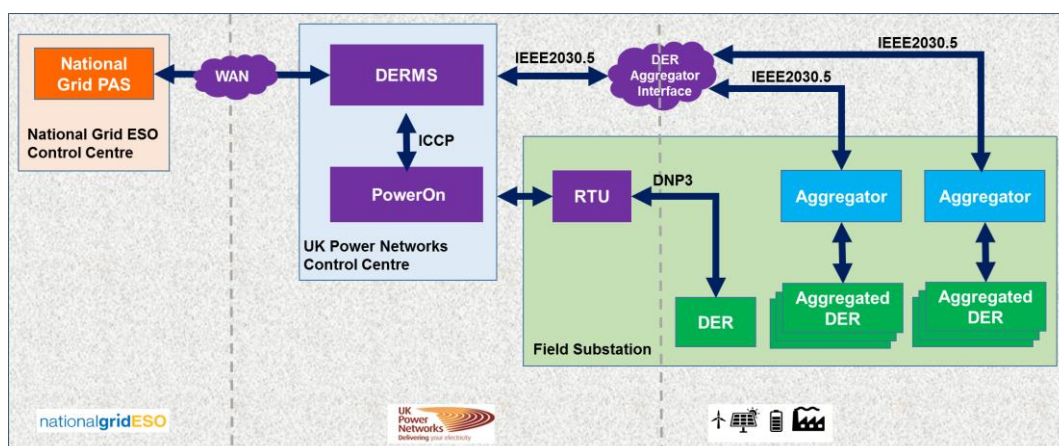 National
Grid PAS
National Grid ESO
Control Centre
WAN
DERMS
ICCP
PowerOn
UK Power Networks
Control Centre
IEEE2030.5
DER
Aggregator
Interface
IEEE2030.5
IEEE2030.5
RTU
DNP3
DER
Aggregator
Aggregator
Aggregated
DER
Aggregated
DER
Field Substation
nationalgridESO
UK
Power
Networks
Delivering your electricity